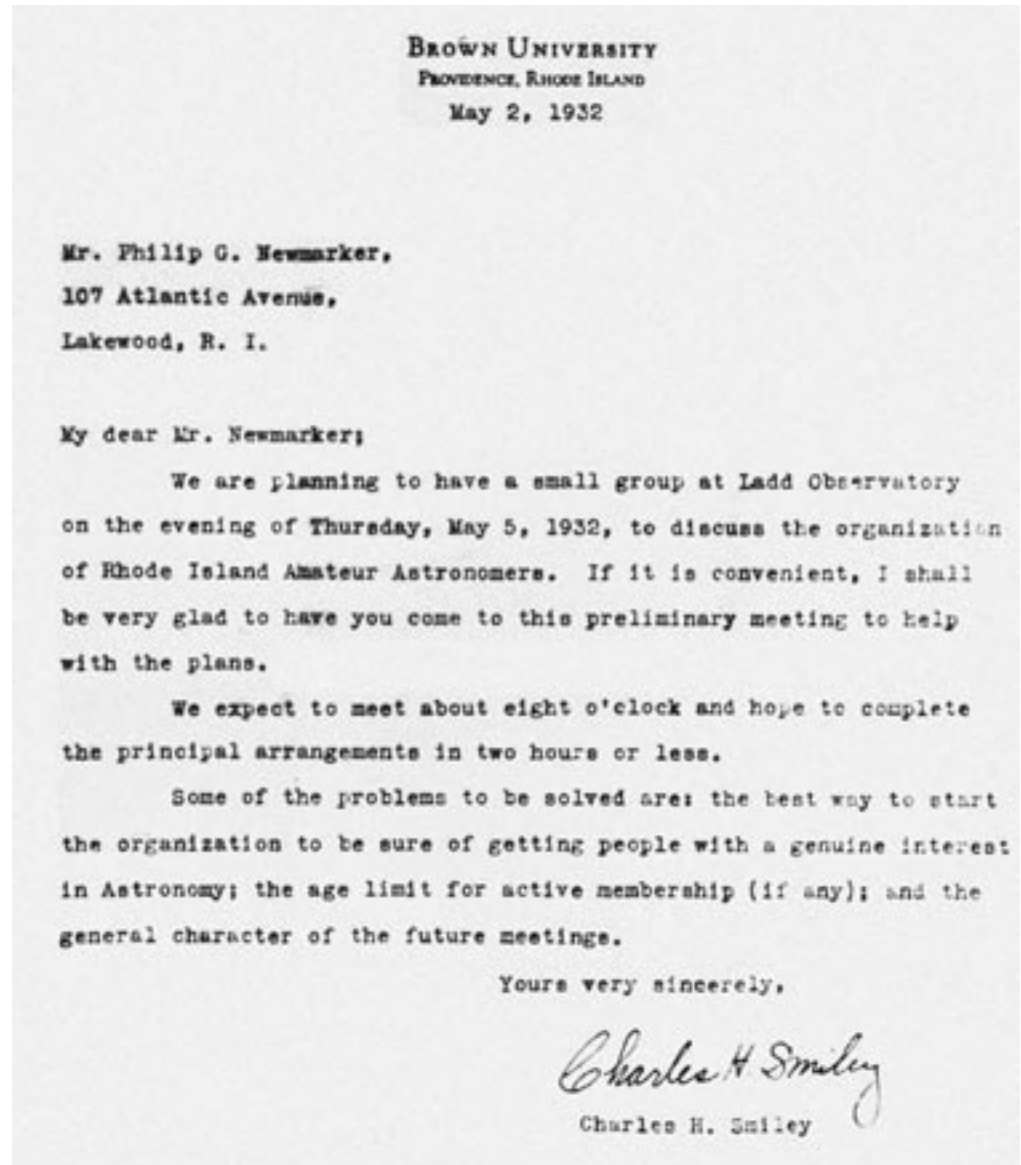 BROWN UNIVERSITY
PROVIDENCE, RHODE ISLAND
May 2, 1932
Mr. Philip G. Newmarker,
107 Atlantic Avenue,
Lakewood, R. I.
My dear Mr. Newmarker;
We are planning to have a small group at Ladd Observatory
on the evening of Thursday, May 5, 1932, to discuss the organization
of Rhode Island Amateur Astronomers. If it is convenient, I shall
be very glad to have you come to this preliminary meeting to help
with the plans.
We expect to meet about eight o'clock and hope to complete
the principal arrangements in two hours or less.
Some of the problems to be solved are: the best way to start
the organization to be sure of getting people with a genuine interest
in Astronomy; the age limit for active membership (if any); and the
general character of the future meetings.
Yours very sincerely,
Charles H Smiley
Charles H. Smiley